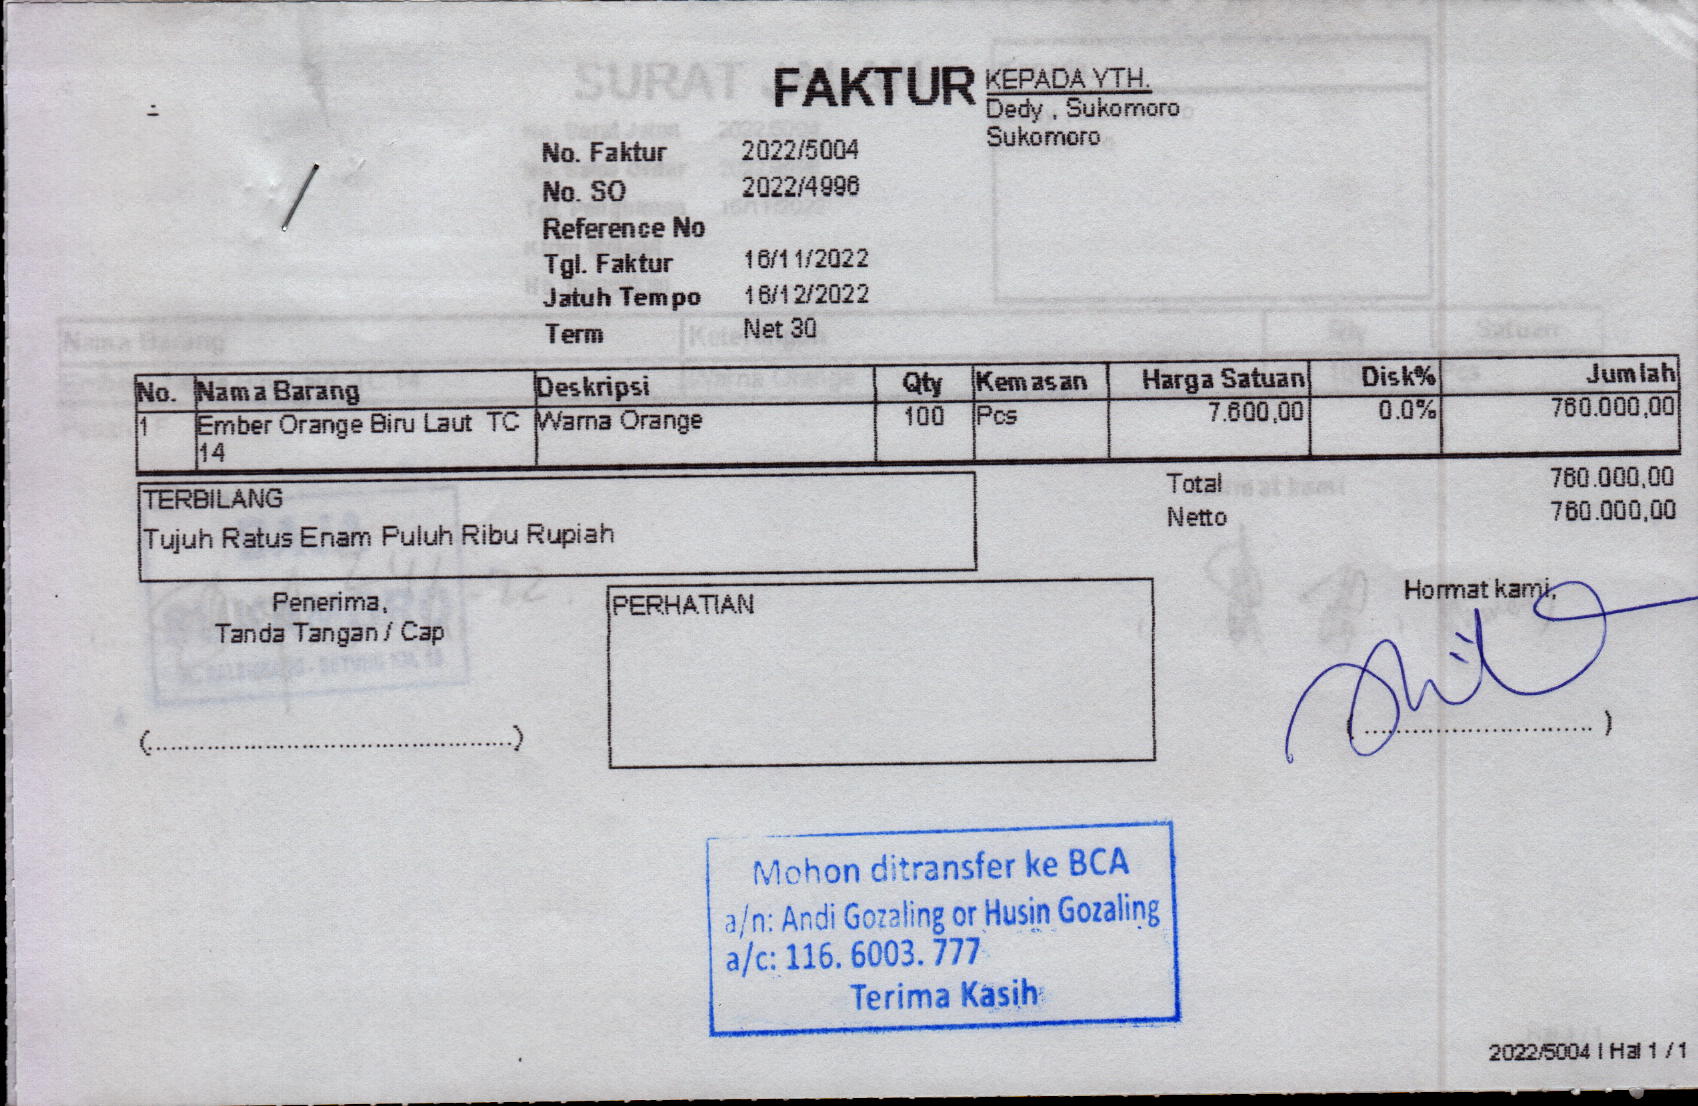 FAKTUR
KEPADA YTH.
Dedy , Sukomoro
Sukomoro
No. Faktur 2022/5004
No. SO 2022/4996
Reference No
Tgl. Faktur 16/11/2022
Jatuh Tempo 16/12/2022
Term Net 30
No. Nama Barang Deskripsi Qty Kemasan Harga Satuan Disk% Jumlah
1 Ember Orange Biru Laut TC 14 Warna Orange 100 Pcs 7.600,00 0.0% 760.000,00
Total 760.000,00
Netto 760.000,00
TERBILANG
Tujuh Ratus Enam Puluh Ribu Rupiah
Penerima,
Tanda Tangan / Cap
(................................................)
PERHATIAN
Hormat kami,
(.............................. )
Mohon ditransfer ke BCA
a/n: Andi Gozaling or Husin Gozaling
a/c: 116. 6003. 777
Terima Kasih
2022/5004 | Hal 1 / 1